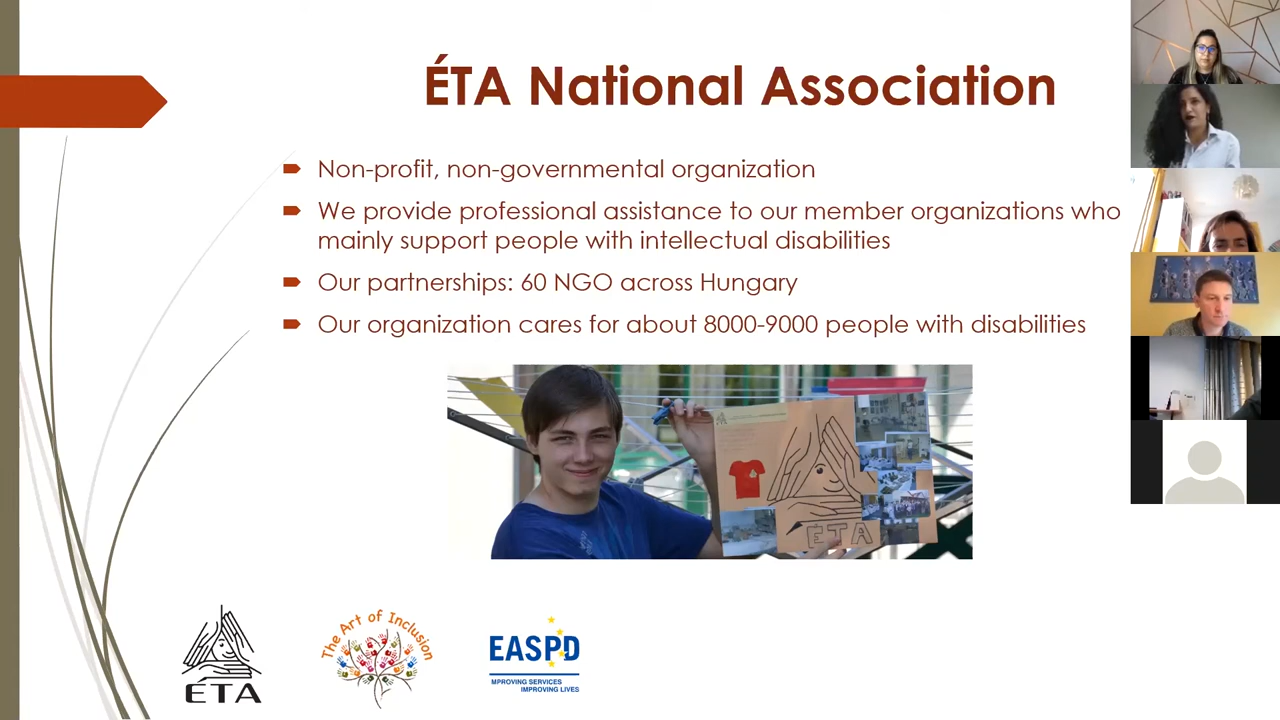 ÉTA National Association
Non-profit, non-governmental organization
We provide professional assistance to our member organizations who
mainly support people with intellectual disabilities
Our partnerships: 60 NGO across Hungary
Our organization cares for about 8000-9000 people with disabilities
ÉTA
ÉTA
The Art of Inclusion
EASPD
MPROVING SERVICES
IMPROVING LIVES